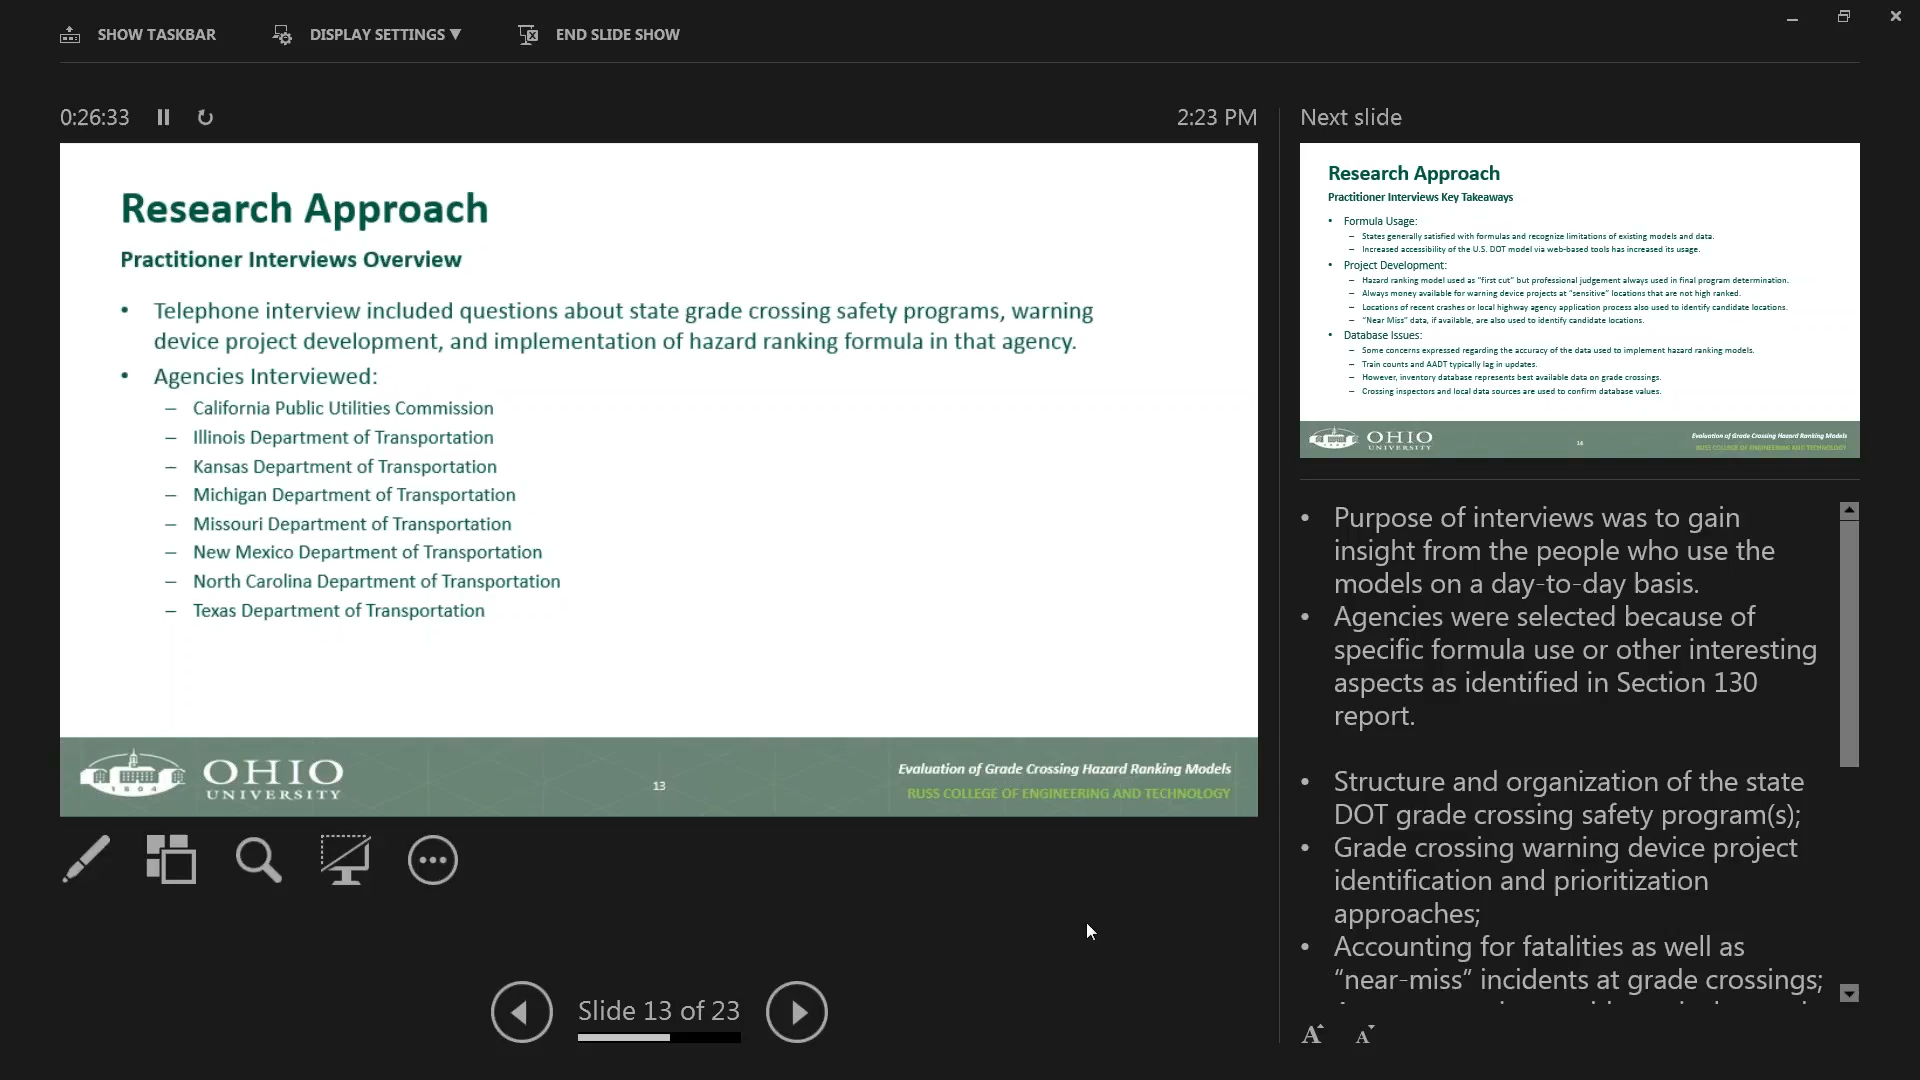 SHOW TASKBAR
DISPLAY SETTINGS ▼
END SLIDE SHOW
0:26:33
2:23 PM
Research Approach
Practitioner Interviews Overview
• Telephone interview included questions about state grade crossing safety programs, warning
device project development, and implementation of hazard ranking formula in that agency.
• Agencies Interviewed:
– California Public Utilities Commission
– Illinois Department of Transportation
– Kansas Department of Transportation
– Michigan Department of Transportation
– Missouri Department of Transportation
– New Mexico Department of Transportation
– North Carolina Department of Transportation
– Texas Department of Transportation
1804
OHIO
UNIVERSITY
13
Evaluation of Grade Crossing Hazard Ranking Models
RUSS COLLEGE OF ENGINEERING AND TECHNOLOGY
Slide 13 of 23
Next slide
Research Approach
Practitioner Interviews Key Takeaways
• Formula Usage:
– States generally satisfied with formulas and recognize limitations of existing models and data.
– Increased accessibility of the U.S. DOT model via web-based tools has increased its usage.
• Project Development:
– Hazard ranking model used as "first cut" but professional judgement always used in final program determination.
– Always money available for warning device projects at "sensitive" locations that are not high ranked.
– Locations of recent crashes or local highway agency application process also used to identify candidate locations.
– "Near Miss" data, if available, are also used to identify candidate locations.
• Database Issues:
– Some concerns expressed regarding the accuracy of the data used to implement hazard ranking models.
– Train counts and AADT typically lag in updates.
– However, inventory database represents best available data on grade crossings.
– Crossing inspectors and local data sources are used to confirm database values.
OHIO
UNIVERSITY
14
Evaluation of Grade Crossing Hazard Ranking Models
RUSS COLLEGE OF ENGINEERING AND TECHNOLOGY
• Purpose of interviews was to gain
insight from the people who use the
models on a day-to-day basis.
• Agencies were selected because of
specific formula use or other interesting
aspects as identified in Section 130
report.
• Structure and organization of the state
DOT grade crossing safety program(s);
• Grade crossing warning device project
identification and prioritization
approaches;
• Accounting for fatalities as well as
"near-miss" incidents at grade crossings;
A A